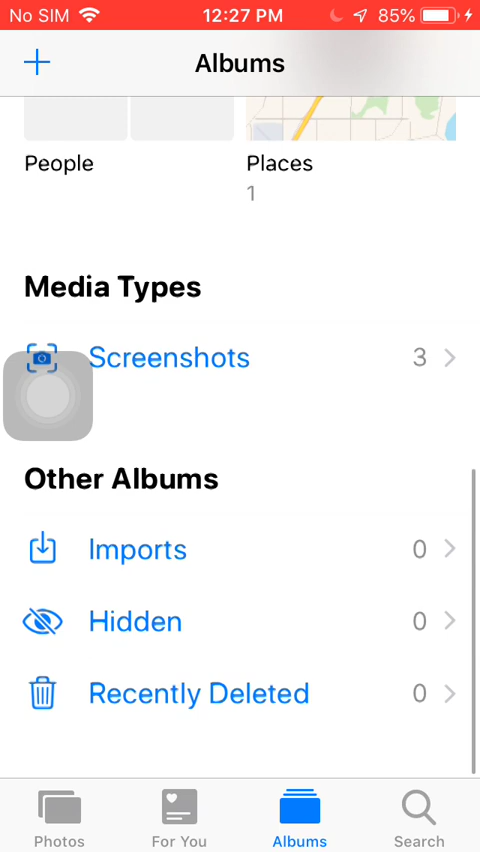 No SIM 12:27 PM 85%
Albums
People Places
1
Media Types
Screenshots 3
Other Albums
Imports 0
Hidden 0
Recently Deleted 0
Photos For You Albums Search